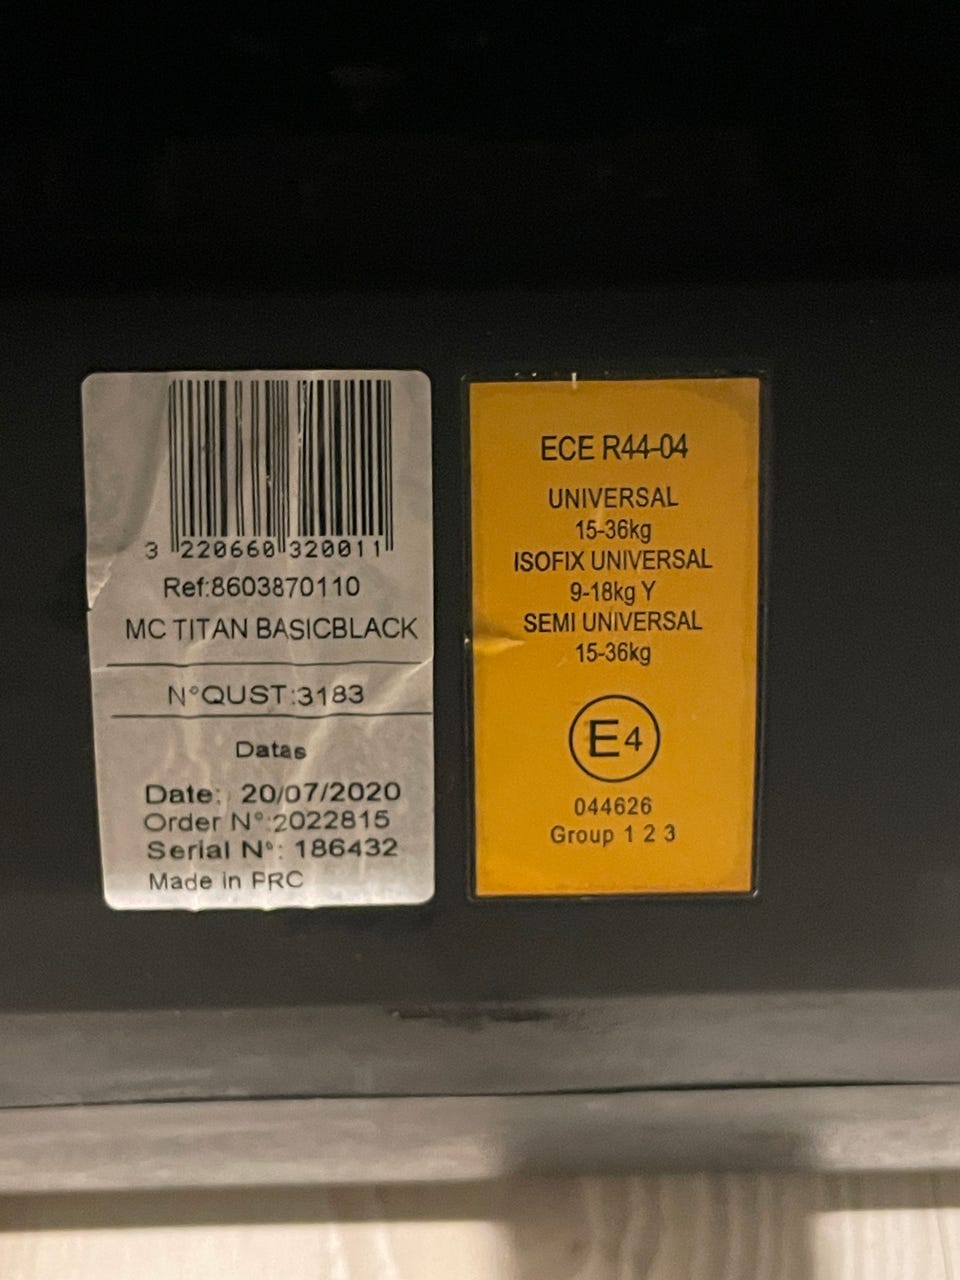 3 220660 320011
Ref:8603870110
MC TITAN BASICBLACK
N°QUST:3183
Datas
Date: 20/07/2020
Order N°:2022815
Serial N°: 186432
Made in PRC
ECE R44-04
UNIVERSAL
15-36kg
ISOFIX UNIVERSAL
9-18kg Y
SEMI UNIVERSAL
15-36kg
E4
044626
Group 1 2 3